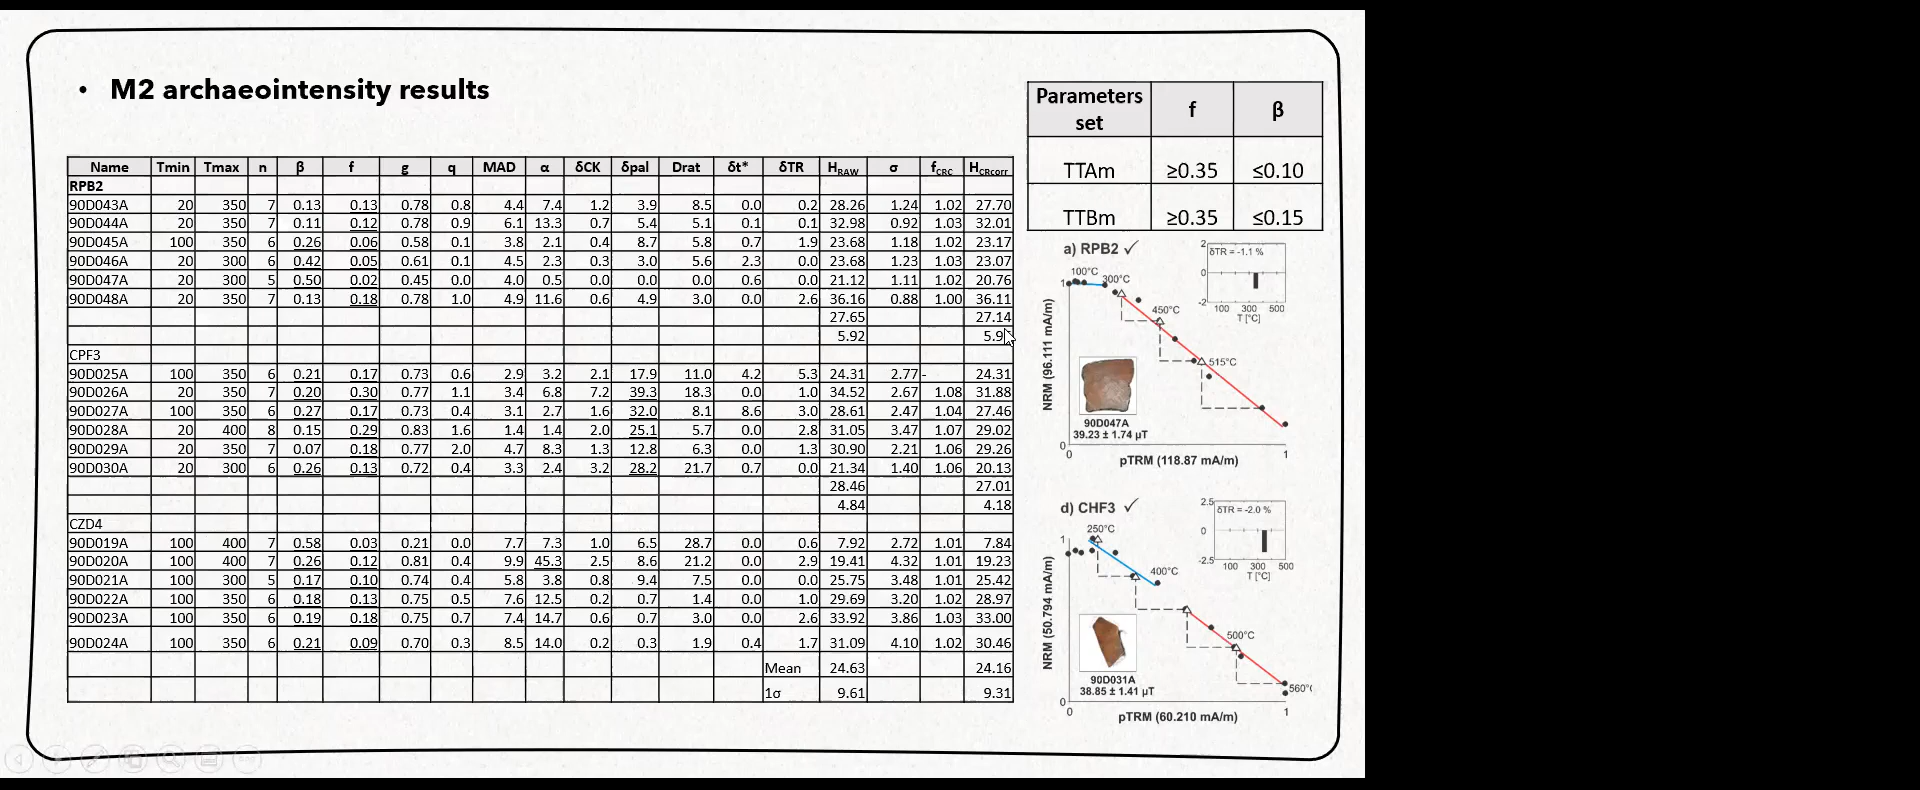 • M2 archaeointensity results
Name Tmin Tmax n β f g q MAD α δCK δpal Drat δt* δTR HRAW σ fCRC HCRcorr
RPB2
90D043A 20 350 7 0.13 0.13 0.78 0.8 4.4 7.4 1.2 3.9 8.5 0.0 0.2 28.26 1.24 1.02 27.70
90D044A 20 350 7 0.11 0.12 0.78 0.9 6.1 13.3 0.7 5.4 5.1 0.1 0.1 32.98 0.92 1.03 32.01
90D045A 100 350 6 0.26 0.06 0.58 0.1 3.8 2.1 0.4 8.7 5.8 0.7 1.9 23.68 1.18 1.02 23.17
90D046A 20 300 6 0.42 0.05 0.61 0.1 4.5 2.3 0.3 3.0 5.6 2.3 0.0 23.68 1.23 1.03 23.07
90D047A 20 300 5 0.50 0.02 0.45 0.0 4.0 0.5 0.0 0.0 0.0 0.6 0.0 21.12 1.11 1.02 20.76
90D048A 20 350 7 0.13 0.18 0.78 1.0 4.9 11.6 0.6 4.9 3.0 0.0 2.6 36.16 0.88 1.00 36.11
27.65 27.14
5.92
CPF3
90D025A 100 350 6 0.21 0.17 0.73 0.6 2.9 3.2 2.1 17.9 11.0 4.2 5.3 24.31 2.77 - 24.31
90D026A 20 350 7 0.20 0.30 0.77 1.1 3.4 6.8 7.2 39.3 18.3 0.0 1.0 34.52 2.67 1.08 31.88
90D027A 100 350 6 0.27 0.17 0.73 0.4 3.1 2.7 1.6 32.0 8.1 8.6 3.0 28.61 2.47 1.04 27.46
90D028A 20 400 8 0.15 0.29 0.83 1.6 1.4 1.4 2.0 25.1 5.7 0.0 2.8 31.05 3.47 1.07 29.02
90D029A 20 350 7 0.07 0.18 0.77 2.0 4.7 8.3 1.3 12.8 6.3 0.0 1.3 30.90 2.21 1.06 29.26
90D030A 20 300 6 0.26 0.13 0.72 0.4 3.3 2.4 3.2 28.2 21.7 0.7 0.0 21.34 1.40 1.06 20.13
28.46 27.01
4.84 4.18
CZD4
90D019A 100 400 7 0.58 0.03 0.21 0.0 7.7 7.3 1.0 6.5 28.7 0.0 0.6 7.92 2.72 1.01 7.84
90D020A 100 400 7 0.26 0.12 0.81 0.4 9.9 45.3 2.5 8.6 21.2 0.0 2.9 19.41 4.32 1.01 19.23
90D021A 100 300 5 0.17 0.10 0.74 0.4 5.8 3.8 0.8 9.4 7.5 0.0 0.0 25.75 3.48 1.01 25.42
90D022A 100 350 6 0.18 0.13 0.75 0.5 7.6 12.5 0.2 0.7 1.4 0.0 1.0 29.69 3.20 1.02 28.97
90D023A 100 350 6 0.19 0.18 0.75 0.7 7.4 14.7 0.6 0.7 3.0 0.0 2.6 33.92 3.86 1.03 33.00
90D024A 100 350 6 0.21 0.09 0.70 0.3 8.5 14.0 0.2 0.3 1.9 0.4 1.7 31.09 4.10 1.02 30.46
Mean 24.63 24.16
1σ 9.61 9.31
Parameters set f β
TTAm ≥0.35 ≤0.10
TTBm ≥0.35 ≤0.15
a) RPB2 ✓
2
δTR = -1.1 %
0
-2
100 300 500
T [°C]
1
100°C
300°C
450°C
515°C
NRM (96.111 mA/m)
90D047A
39.23 ± 1.74 µT
0
0 1
pTRM (118.87 mA/m)
d) CHF3 ✓
2.5
δTR = -2.0 %
0
-2.5
100 300 500
T [°C]
1
250°C
400°C
500°C
NRM (50.794 mA/m)
90D031A
38.85 ± 1.41 µT
0
0 1
pTRM (60.210 mA/m)